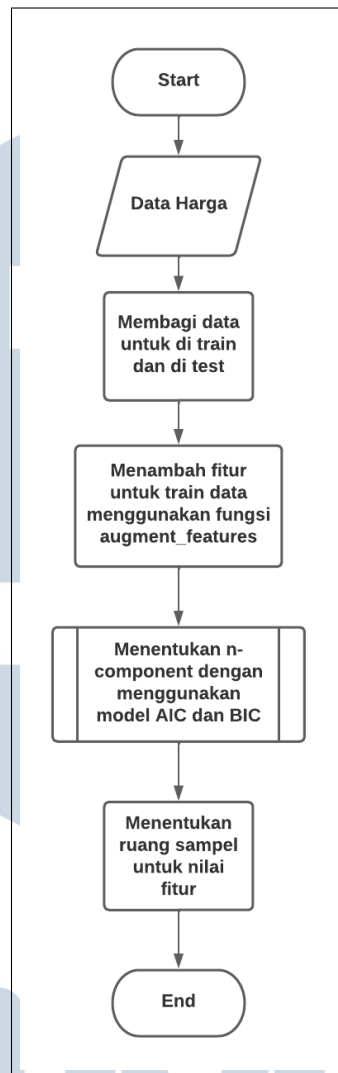 Start
Data Harga
Membagi data
untuk di train
dan di test
Menambah fitur
untuk train data
menggunakan fungsi
augment_features
Menentukan n-
component dengan
menggunakan
model AIC dan BIC
Menentukan
ruang sampel
untuk nilai
fitur
End